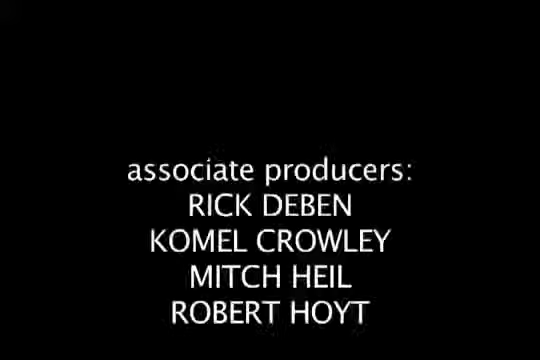 associate producers:
RICK DEBEN
KOMEL CROWLEY
MITCH HEIL
ROBERT HOYT